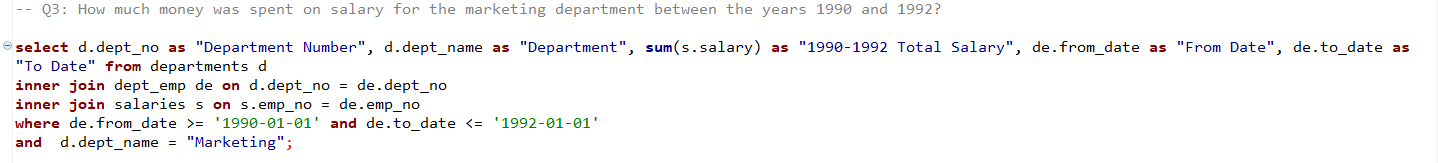 -- Q3: How much money was spent on salary for the marketing department between the years 1990 and 1992?
select d.dept_no as "Department Number", d.dept_name as "Department", sum(s.salary) as "1990-1992 Total Salary", de.from_date as "From Date", de.to_date as
"To Date" from departments d
inner join dept_emp de on d.dept_no = de.dept_no
inner join salaries s on s.emp_no = de.emp_no
where de.from_date >= '1990-01-01' and de.to_date <= '1992-01-01'
and  d.dept_name = "Marketing";